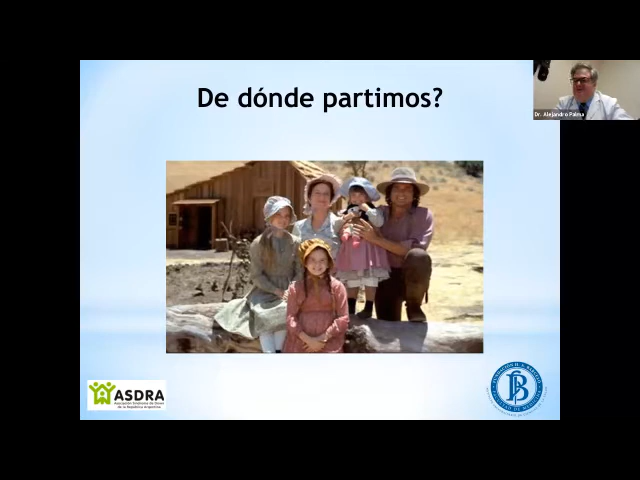 De dónde partimos?
Dr. Alejandro Palma
ASDRA
Asociación Síndrome de Down
de la República Argentina